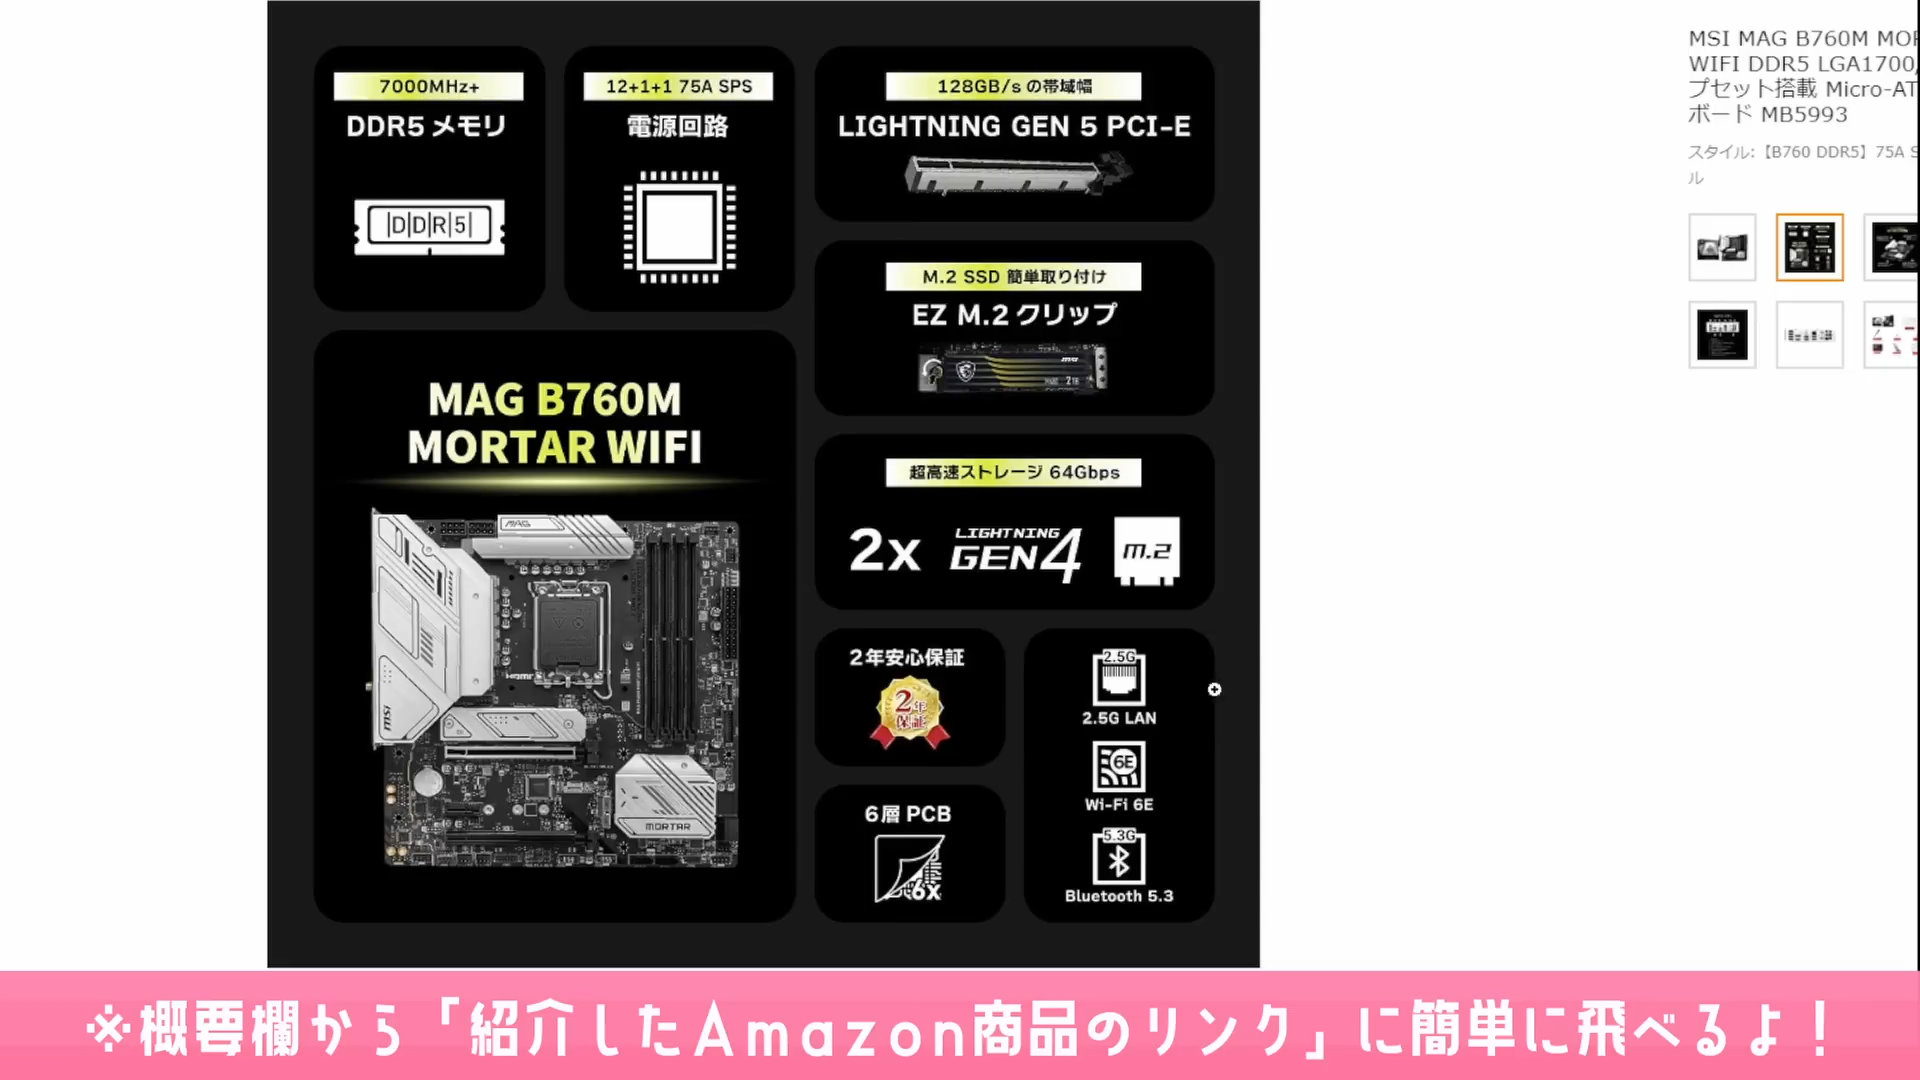 7000MHz+
DDR5 メモリ
DDR5
12+1+1 75A SPS
電源回路
128GB/s の帯域幅
LIGHTNING GEN 5 PCI-E
M.2 SSD 簡単取り付け
EZ M.2 クリップ
2TB
超高速ストレージ 64Gbps
2x LIGHTNING GEN4 m.2
MAG B760M
MORTAR WIFI
MAG
msi
MORTAR
2年安心保証
2年
保証
6層 PCB
6x
2.5G
2.5G LAN
6E
Wi-Fi 6E
5.3G
Bluetooth 5.3
MSI MAG B760M MOR
WIFI DDR5 LGA1700
プセット搭載 Micro-AT
ボード MB5993
スタイル:【B760 DDR5】75A S
ル
※概要欄から「紹介したAmazon商品のリンク」に簡単に飛べるよ！